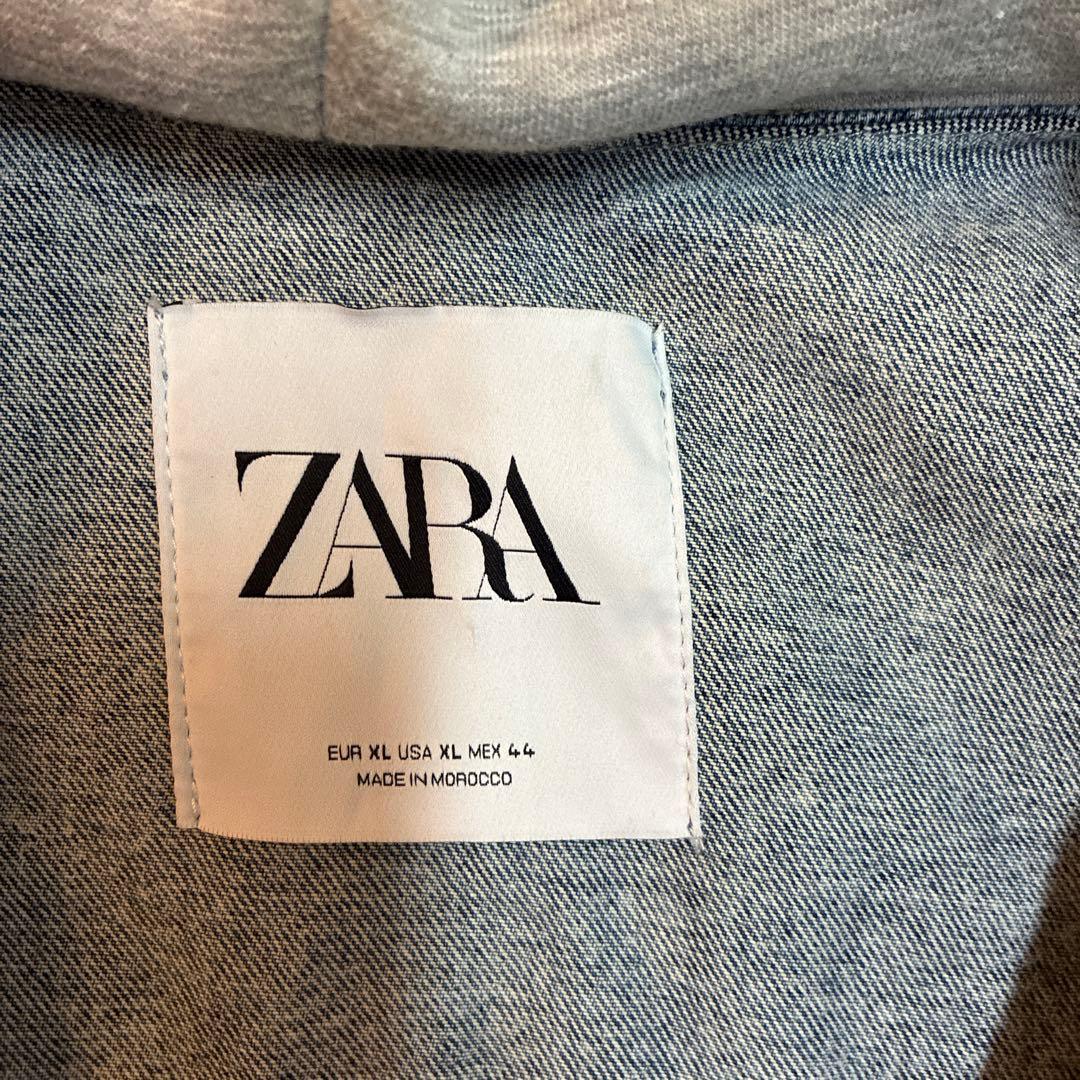 ZARA
EUR XL USA XL MEX 44
MADE IN MOROCCO